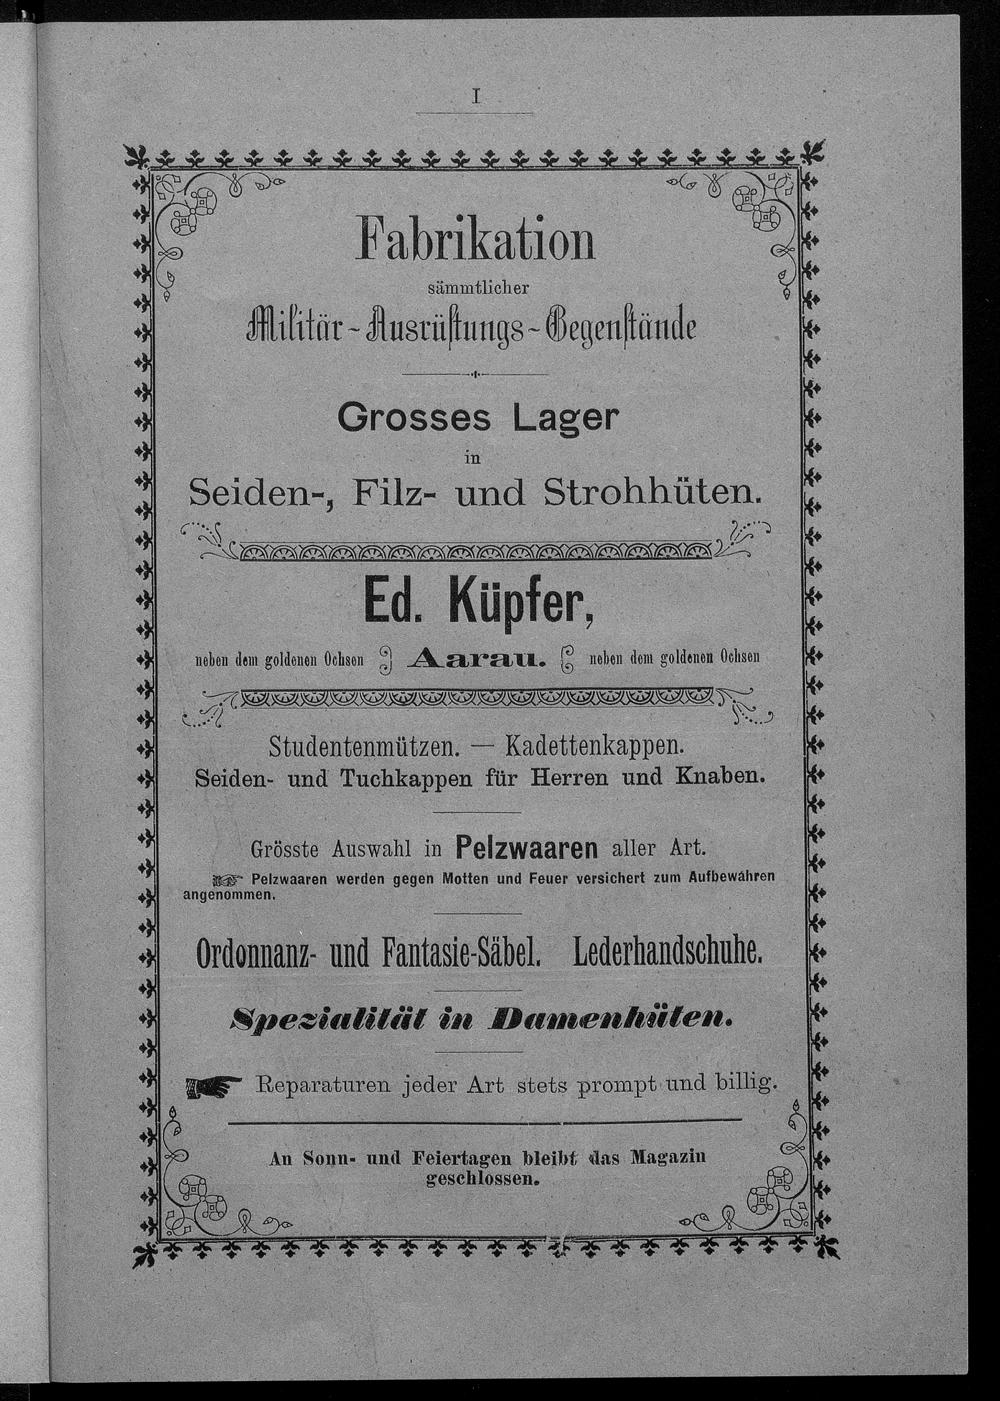 I
Fabrikation
sämmtlicher
Militär-Ausrüstungs-Gegenstände
Grosses Lager
in
Seiden-, Filz- und Strohhüten.
Ed. Küpfer,
neben dem goldenen Ochsen Aarau. neben dem goldenen Ochsen
Studentenmützen. — Kadettenkappen.
Seiden- und Tuchkappen für Herren und Knaben.
Grösste Auswahl in Pelzwaaren aller Art.
☞ Pelzwaaren werden gegen Motten und Feuer versichert zum Aufbewahren
angenommen.
Ordonnanz- und Fantasie-Säbel. Lederhandschuhe.
Spezialität in Damenhüten.
☞ Reparaturen jeder Art stets prompt und billig.
An Sonn- und Feiertagen bleibt das Magazin
geschlossen.